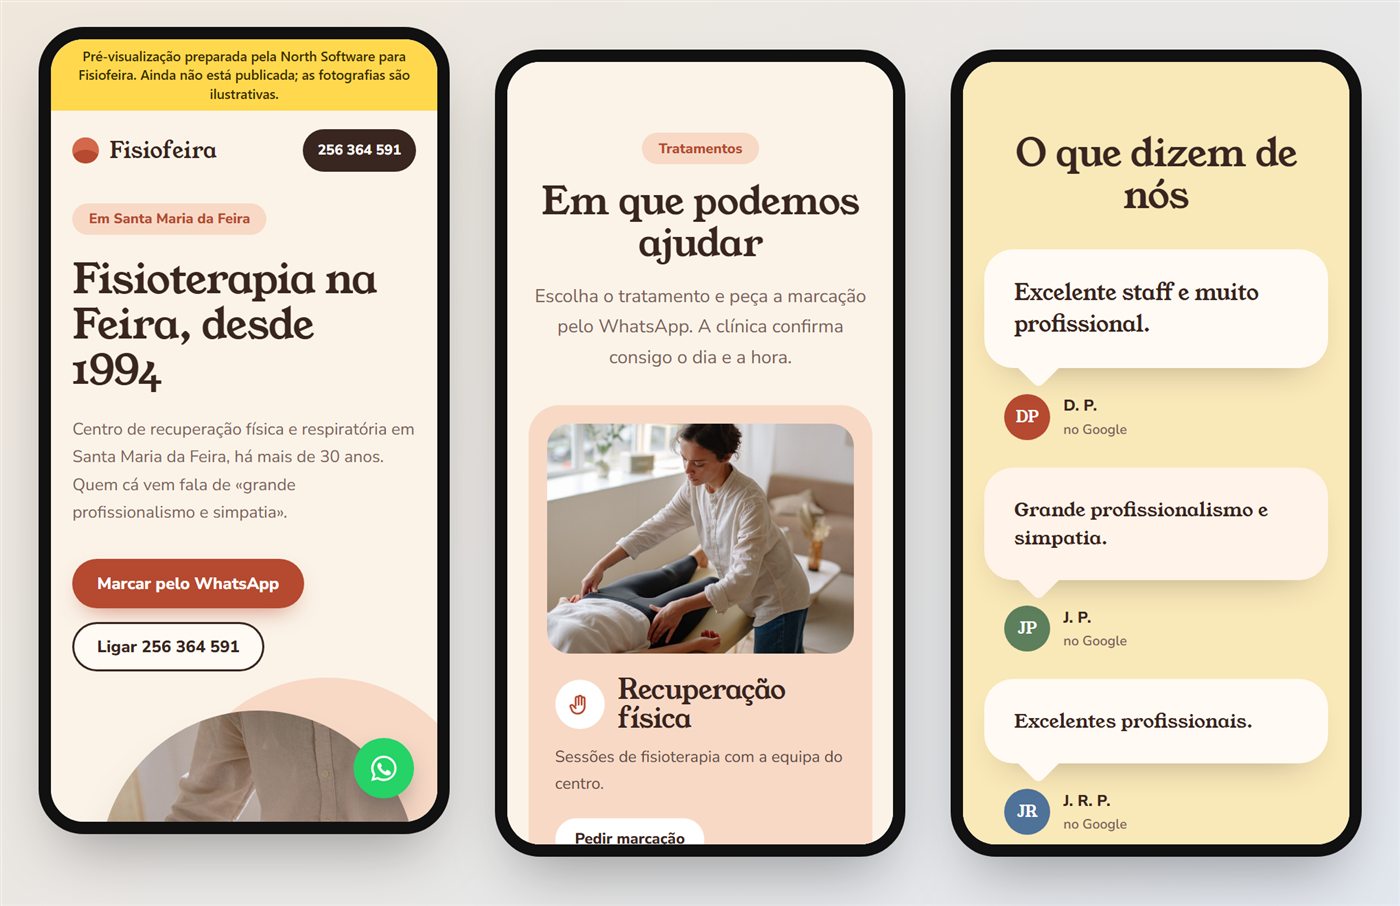 Pré-visualização preparada pela North Software para
Fisiofeira. Ainda não está publicada; as fotografias são
ilustrativas.
Fisiofeira
256 364 591
Em Santa Maria da Feira
Fisioterapia na
Feira, desde
1994
Centro de recuperação física e respiratória em
Santa Maria da Feira, há mais de 30 anos.
Quem cá vem fala de «grande
profissionalismo e simpatia».
Marcar pelo WhatsApp
Ligar 256 364 591
Tratamentos
Em que podemos
ajudar
Escolha o tratamento e peça a marcação
pelo WhatsApp. A clínica confirma
consigo o dia e a hora.
Recuperação
física
Sessões de fisioterapia com a equipa do
centro.
Pedir marcação
O que dizem de
nós
Excelente staff e muito
profissional.
DP
D. P.
no Google
Grande profissionalismo e
simpatia.
JP
J. P.
no Google
Excelentes profissionais.
JR
J. R. P.
no Google